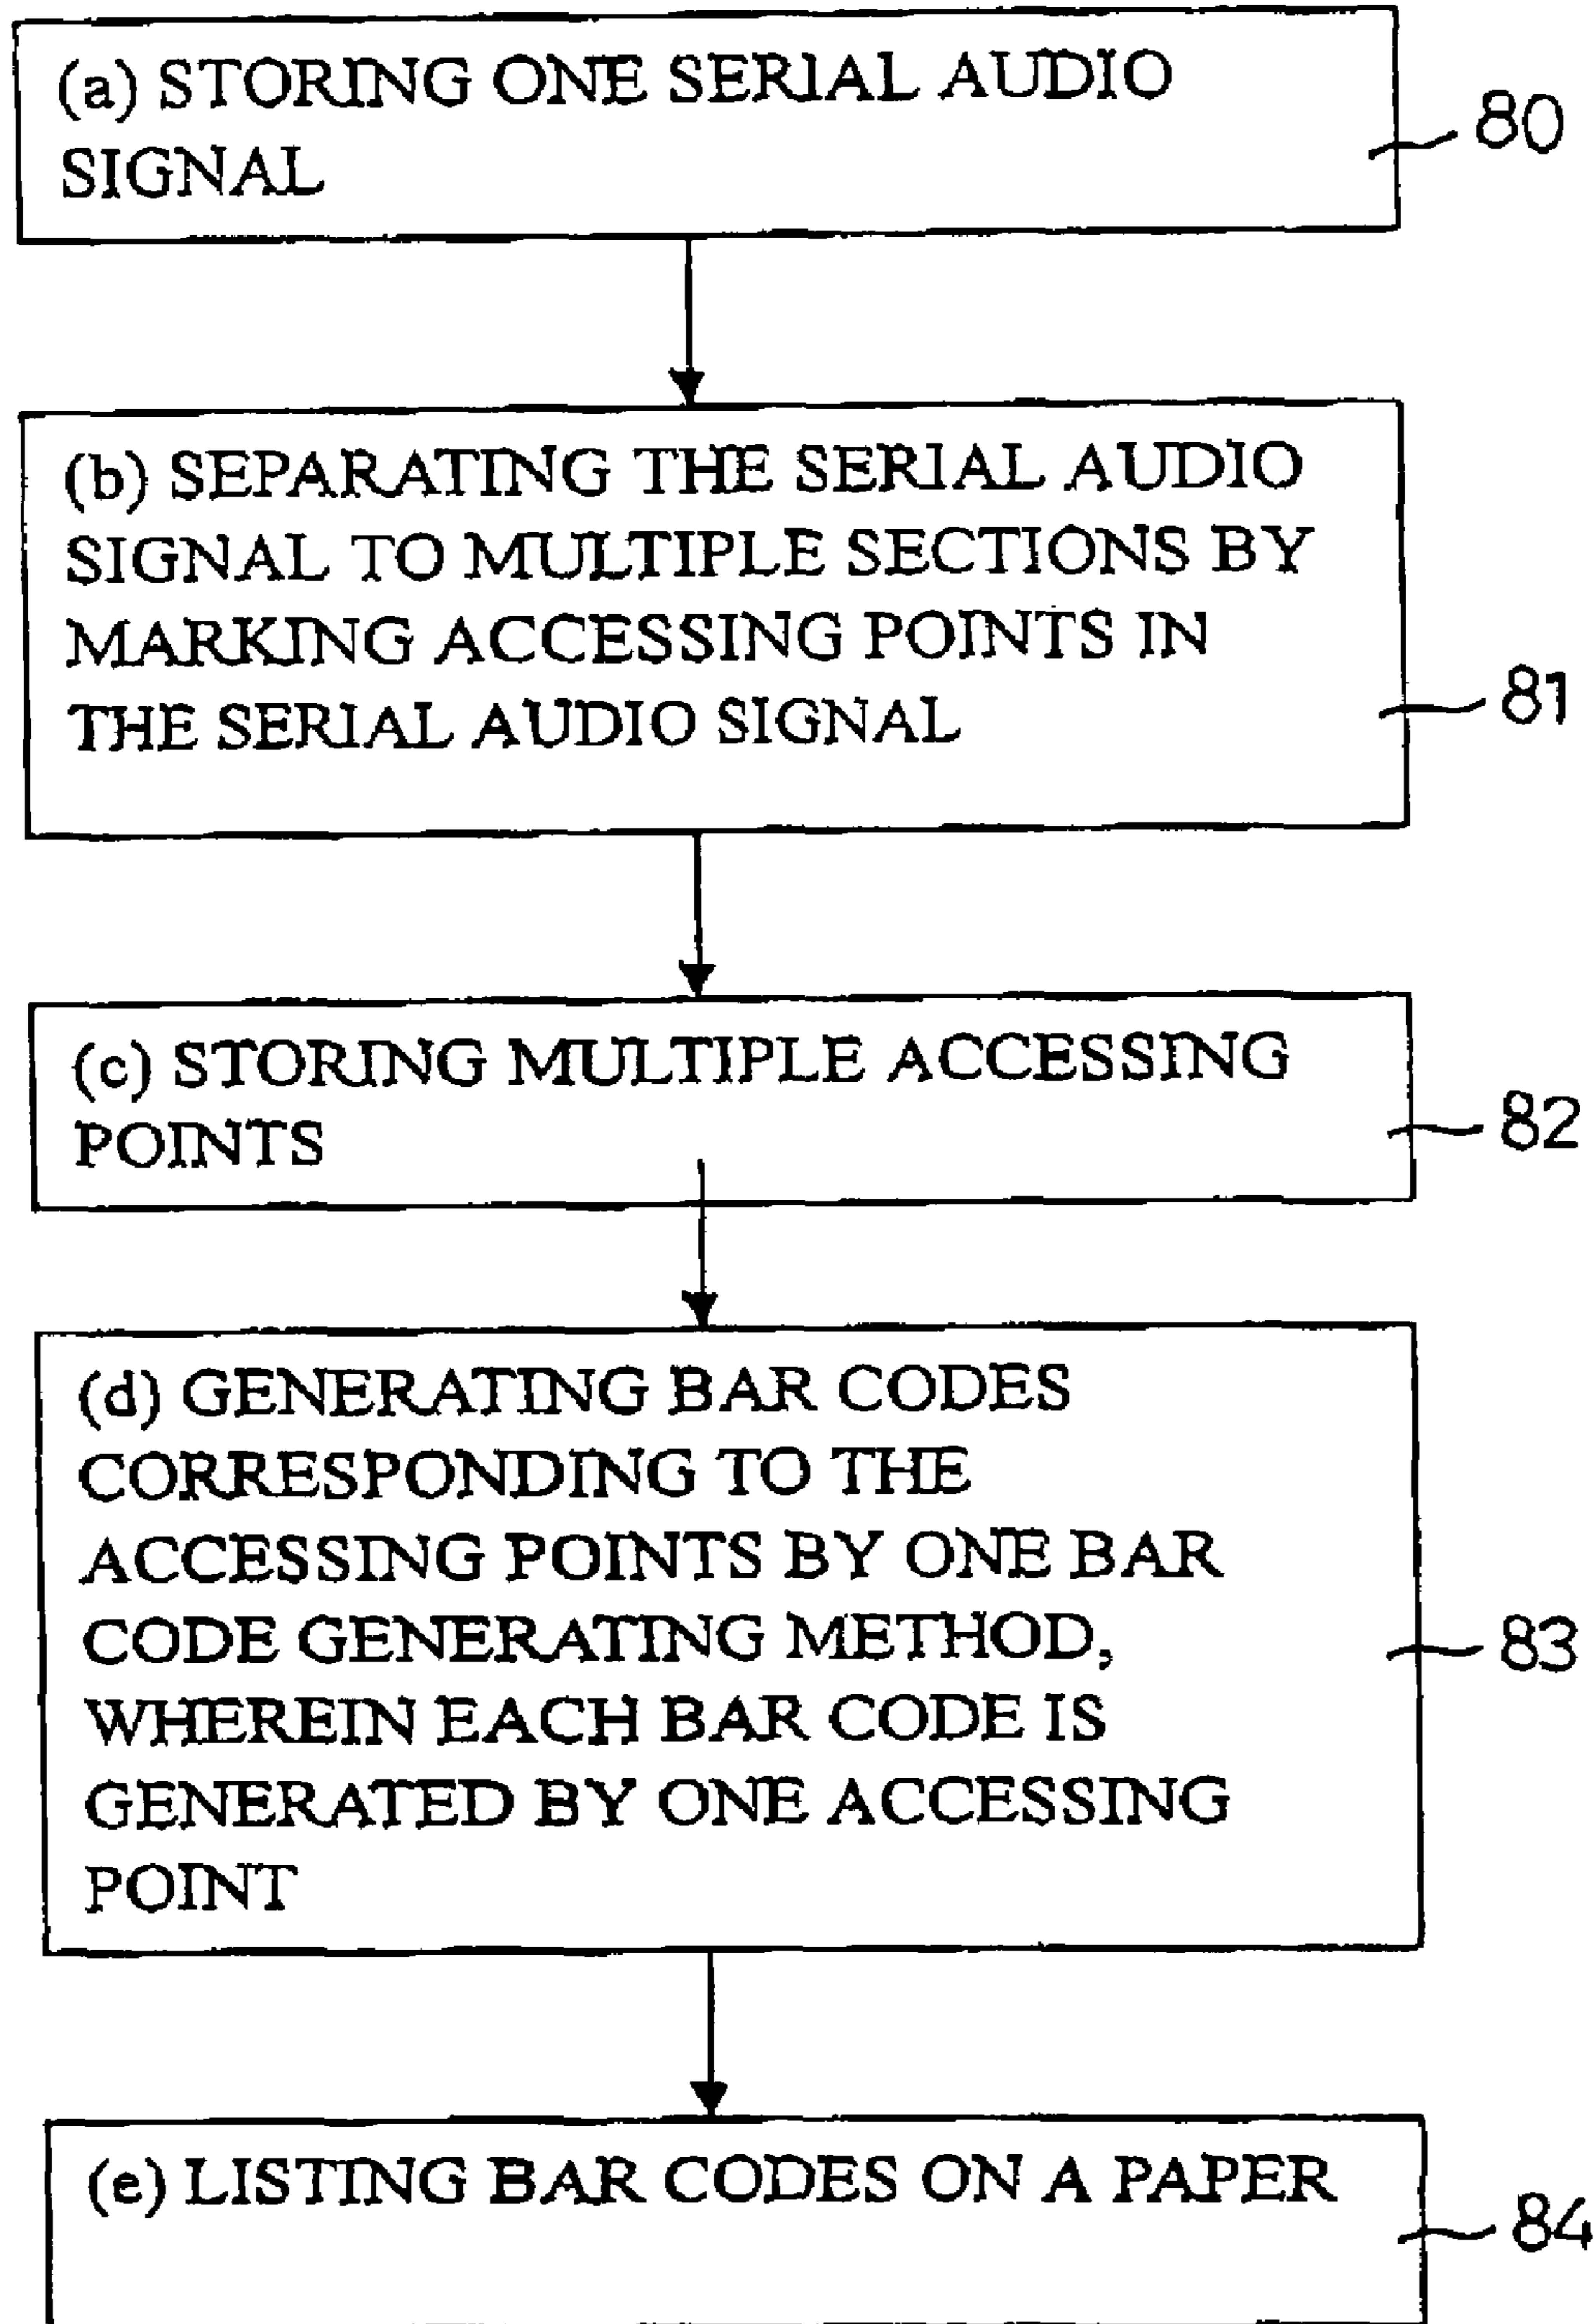 (a) STORING ONE SERIAL AUDIO
SIGNAL
80
(b) SEPARATING THE SERIAL AUDIO
SIGNAL TO MULTIPLE SECTIONS BY
MARKING ACCESSING POINTS IN
THE SERIAL AUDIO SIGNAL
81
(c) STORING MULTIPLE ACCESSING
POINTS
82
(d) GENERATING BAR CODES
CORRESPONDING TO THE
ACCESSING POINTS BY ONE BAR
CODE GENERATING METHOD,
WHEREIN EACH BAR CODE IS
GENERATED BY ONE ACCESSING
POINT
83
(e) LISTING BAR CODES ON A PAPER
84